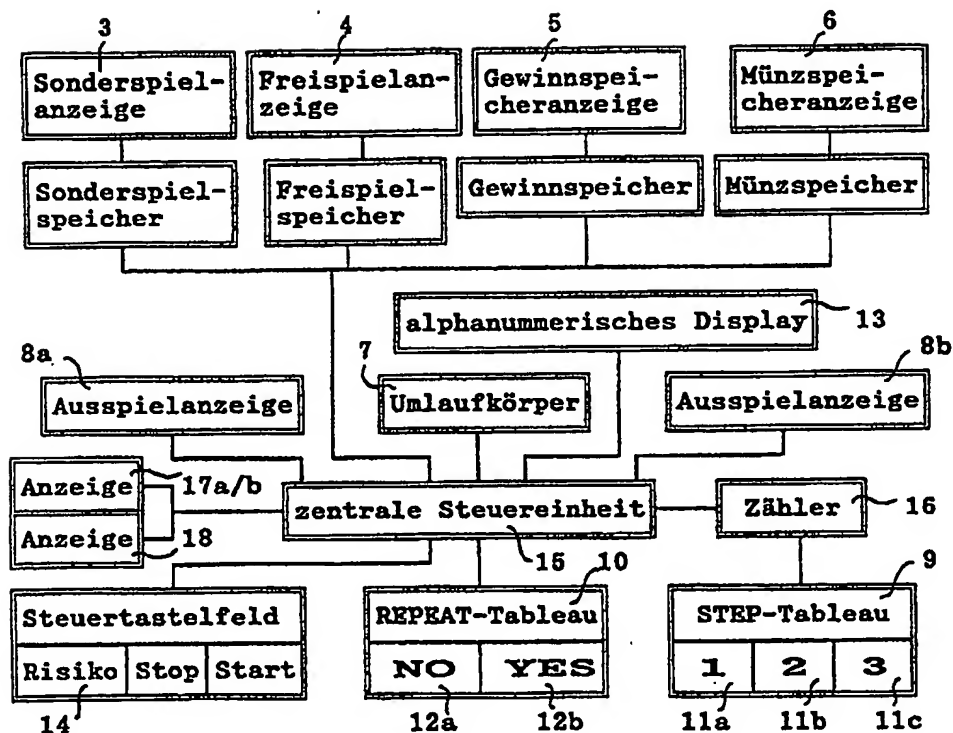 3
4
5
6
Sonderspiel-
anzeige
Freispielan-
zeige
Gewinnspei-
cheranzeige
Münzspei-
cheranzeige
Sonderspiel-
speicher
Freispiel-
speicher
Gewinnspeicher
Münzspeicher
alphanummerisches Display
13
8a
7
8b
Ausspielanzeige
Umlaufkörper
Ausspielanzeige
Anzeige
17a/b
Anzeige
18
zentrale Steuereinheit
15
Zähler
16
10
9
Steuertastelfeld
Risiko
Stop
Start
14
REPEAT-Tableau
NO
YES
12a
12b
STEP-Tableau
1
2
3
11a
11b
11c